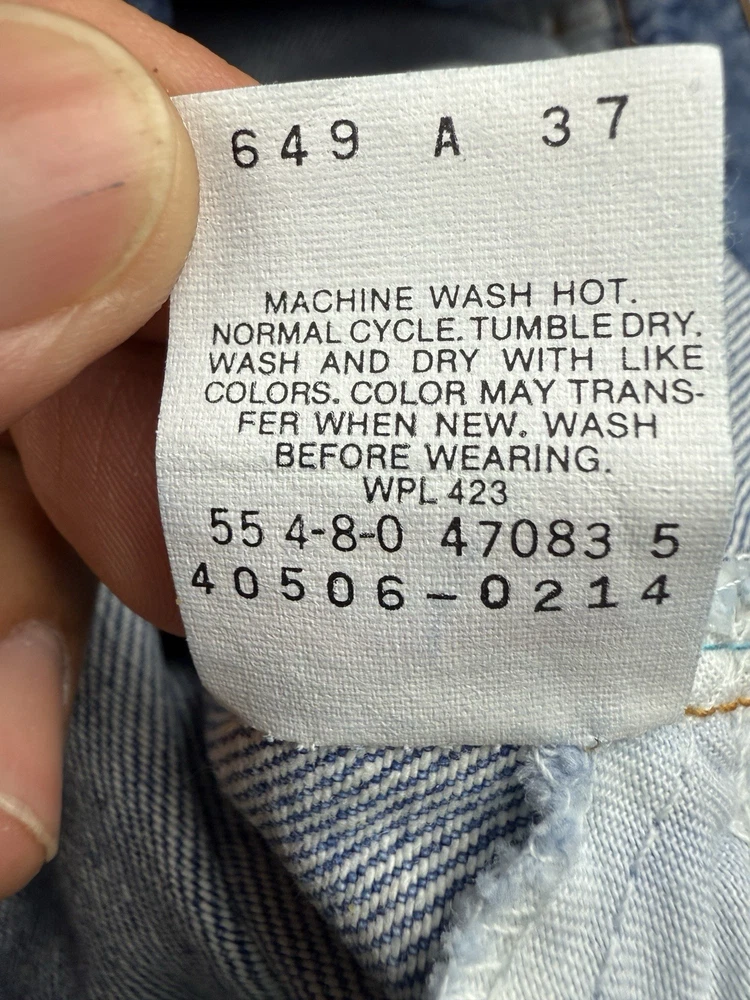 649 A 37
MACHINE WASH HOT.
NORMAL CYCLE. TUMBLE DRY.
WASH AND DRY WITH LIKE
COLORS. COLOR MAY TRANS-
FER WHEN NEW. WASH
BEFORE WEARING.
WPL 423
55 4-8-0 47083 5
40506-0214